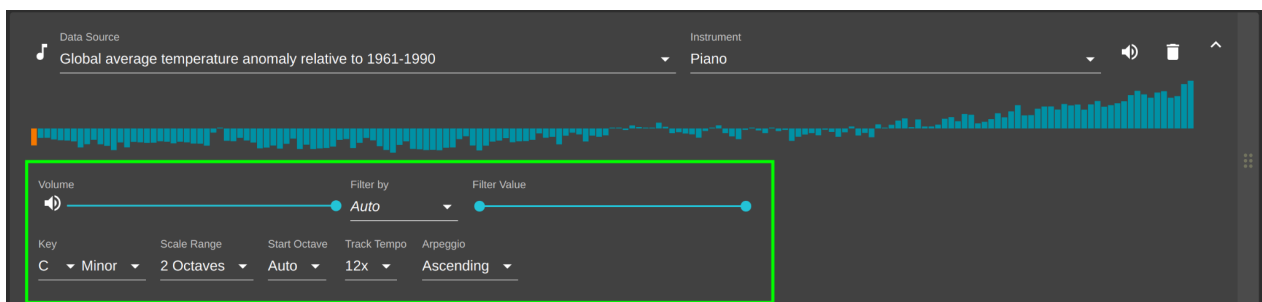 Data Source
Instrument
Global average temperature anomaly relative to 1961-1990
Piano
Volume
Filter by
Filter Value
Auto
Key
Scale Range
Start Octave
Track Tempo
Arpeggio
C
Minor
2 Octaves
Auto
12x
Ascending